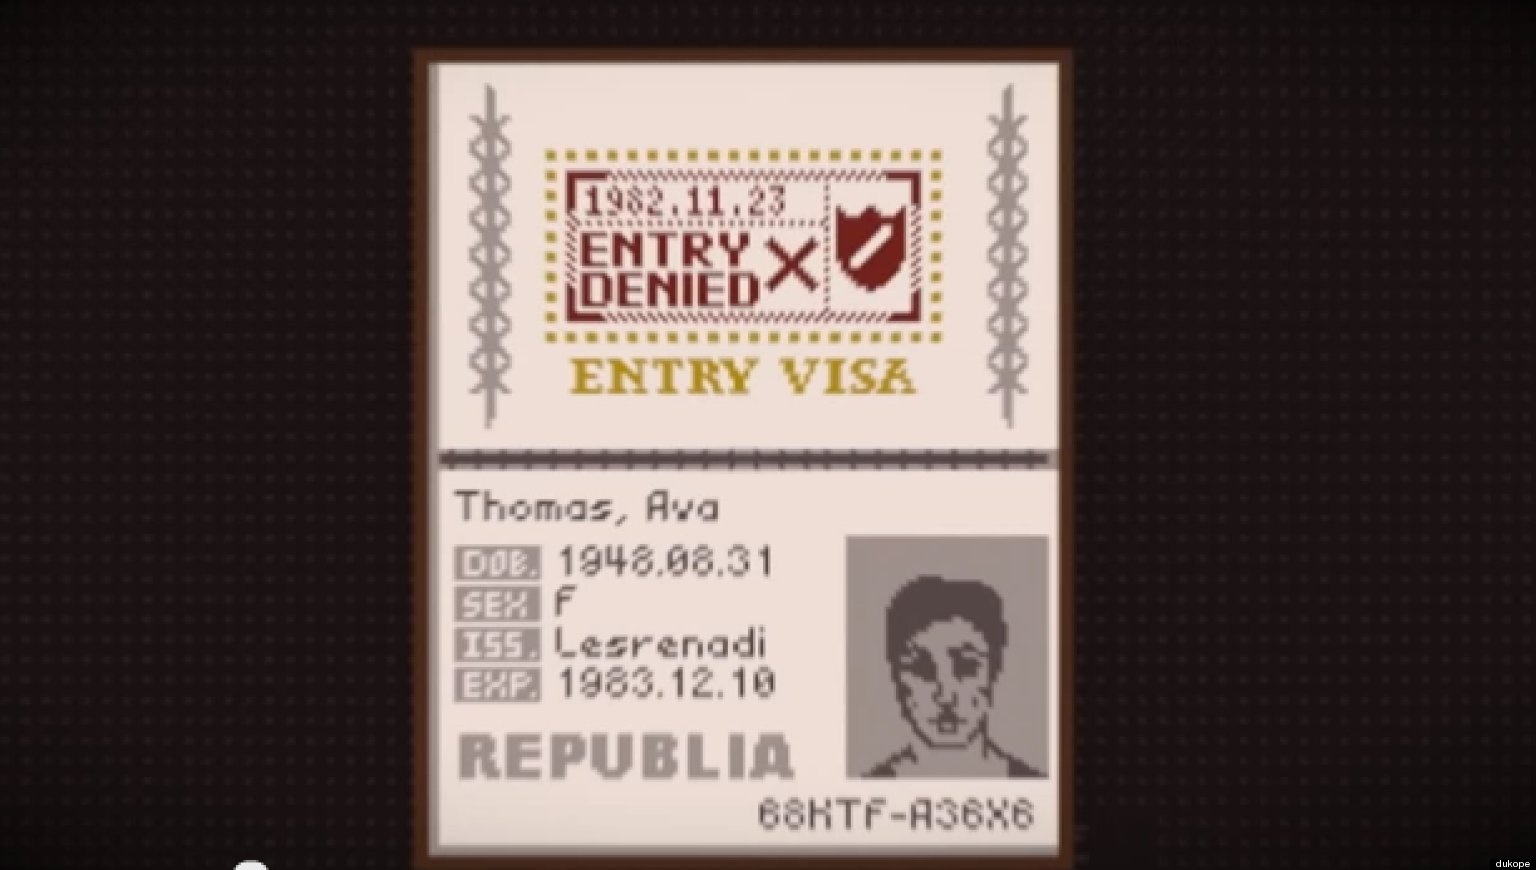 1982.11.23
ENTRY
DENIED
ENTRY VISA
Thomas, Ava
DOB. 1948.08.31
SEX F
ISS. Lesrenadi
EXP. 1983.12.10
REPUBLIA
68HTF-A36X6
dukope